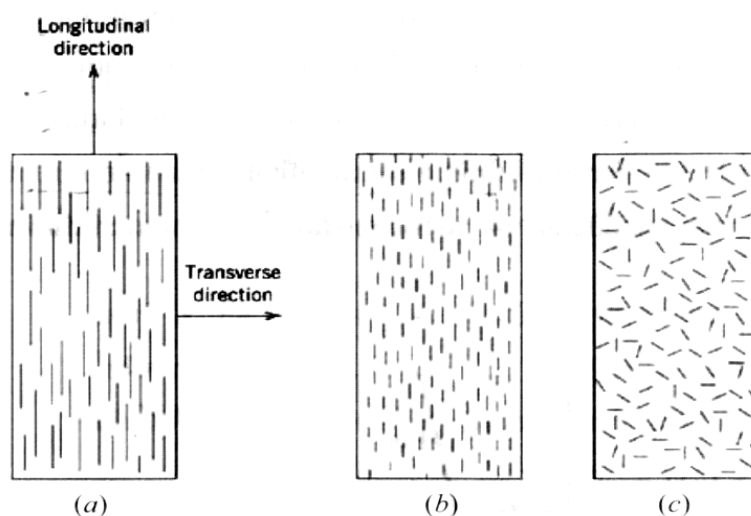 Longitudinal
direction
Transverse
direction
(a)
(b)
(c)